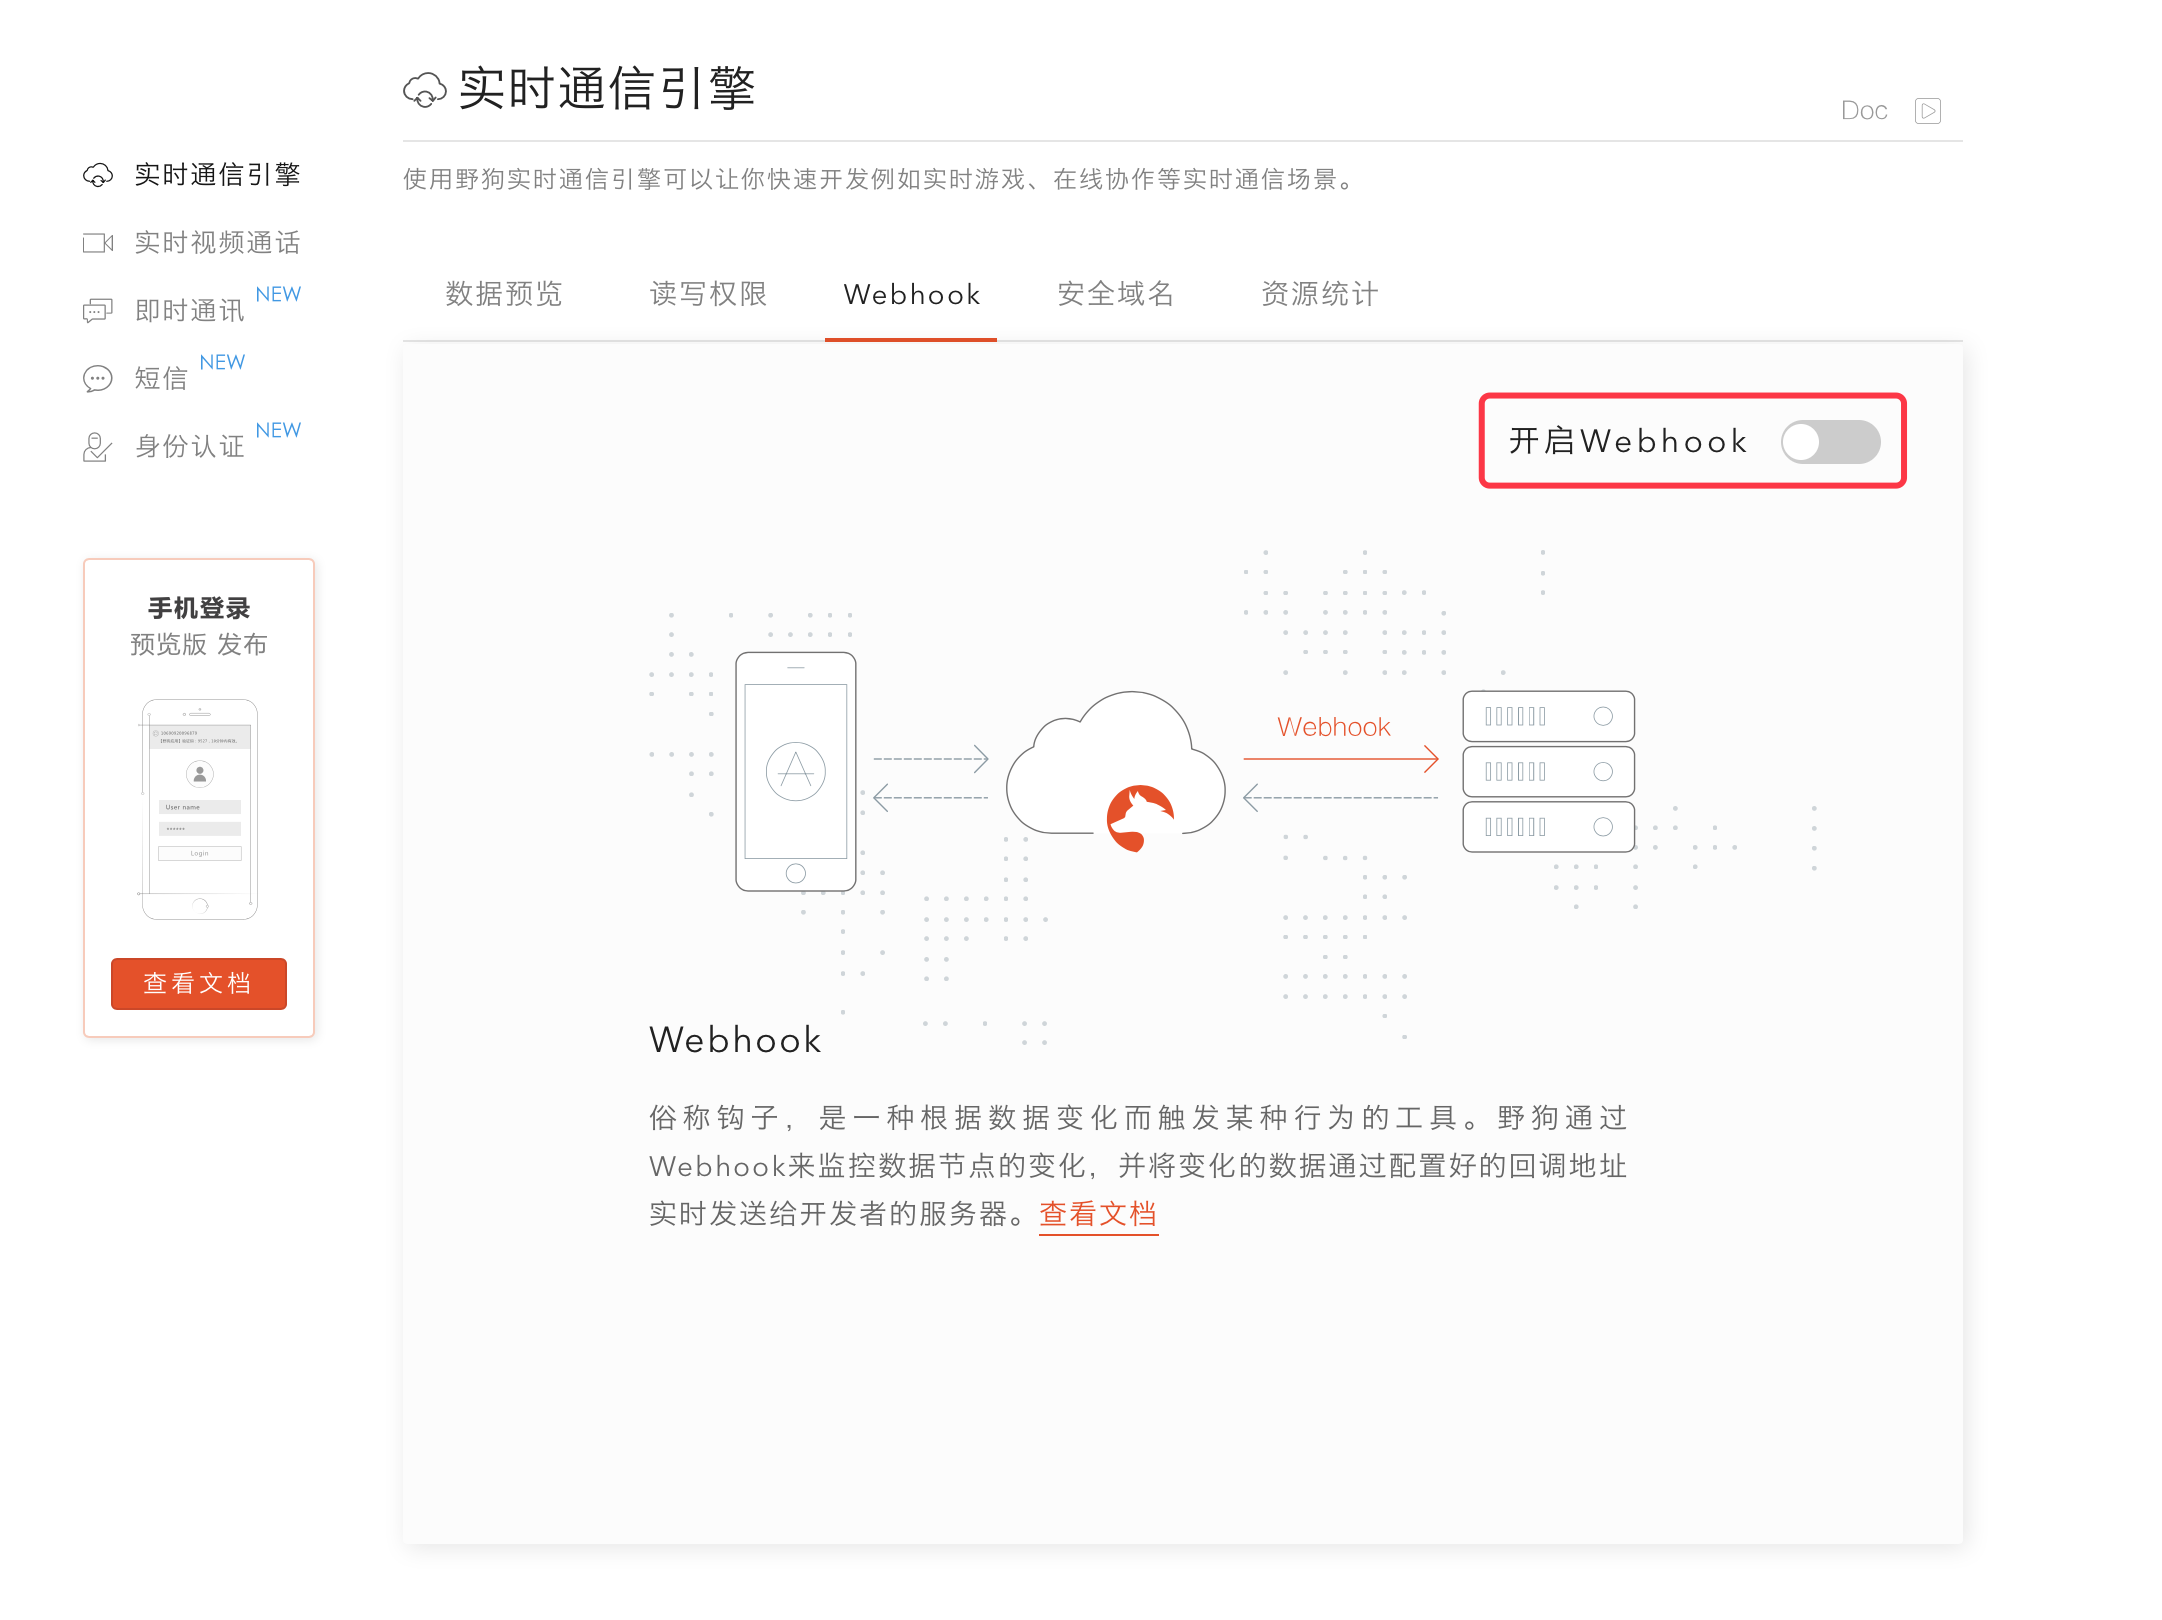 实时通信引擎
Doc
使用野狗实时通信引擎可以让你快速开发例如实时游戏、在线协作等实时通信场景。
实时通信引擎
实时视频通话
即时通讯 NEW
短信 NEW
身份认证 NEW
手机登录
预览版 发布
User name
Login
查看文档
数据预览 读写权限 Webhook 安全域名 资源统计
开启Webhook
Webhook
Webhook
俗称钩子，是一种根据数据变化而触发某种行为的工具。野狗通过
Webhook来监控数据节点的变化，并将变化的数据通过配置好的回调地址
实时发送给开发者的服务器。查看文档